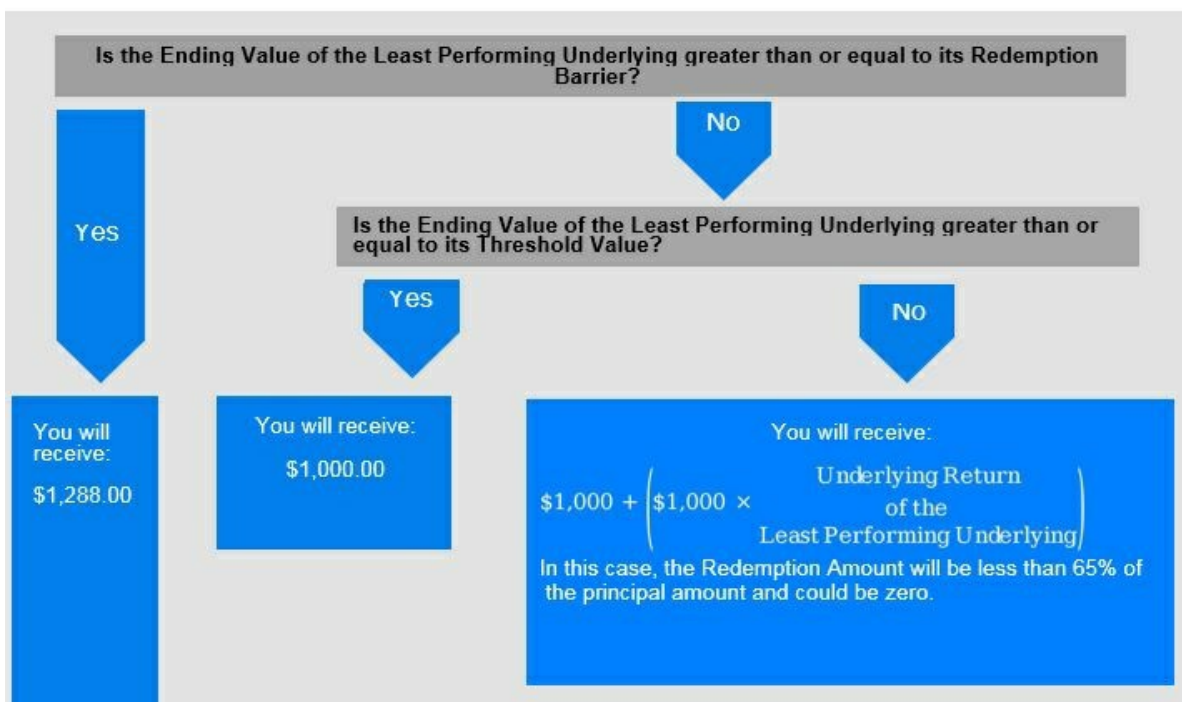 Is the Ending Value of the Least Performing Underlying greater than or equal to its Redemption
Barrier?
Yes
No
Is the Ending Value of the Least Performing Underlying greater than or
equal to its Threshold Value?
Yes
No
You will
receive:
$1,288.00
You will receive:
$1,000.00
You will receive:
$1,000 + ($1,000 × Underlying Return
of the
Least Performing Underlying)
In this case, the Redemption Amount will be less than 65% of
the principal amount and could be zero.